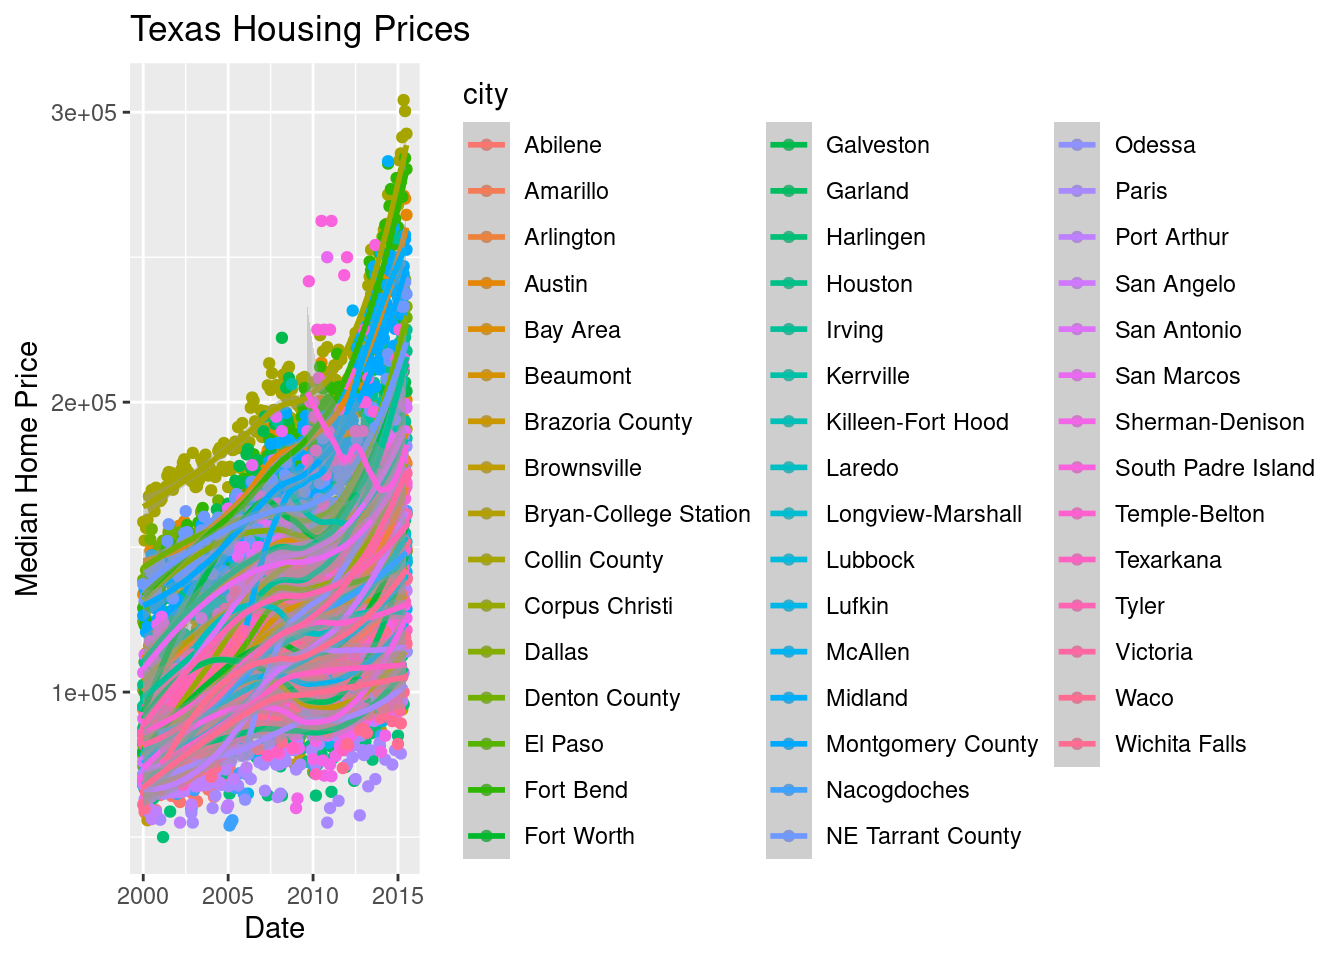 Texas Housing Prices
Median Home Price
3e+05
2e+05
1e+05
2000 2005 2010 2015
Date
city
Abilene
Amarillo
Arlington
Austin
Bay Area
Beaumont
Brazoria County
Brownsville
Bryan-College Station
Collin County
Corpus Christi
Dallas
Denton County
El Paso
Fort Bend
Fort Worth
Galveston
Garland
Harlingen
Houston
Irving
Kerrville
Killeen-Fort Hood
Laredo
Longview-Marshall
Lubbock
Lufkin
McAllen
Midland
Montgomery County
Nacogdoches
NE Tarrant County
Odessa
Paris
Port Arthur
San Angelo
San Antonio
San Marcos
Sherman-Denison
South Padre Island
Temple-Belton
Texarkana
Tyler
Victoria
Waco
Wichita Falls